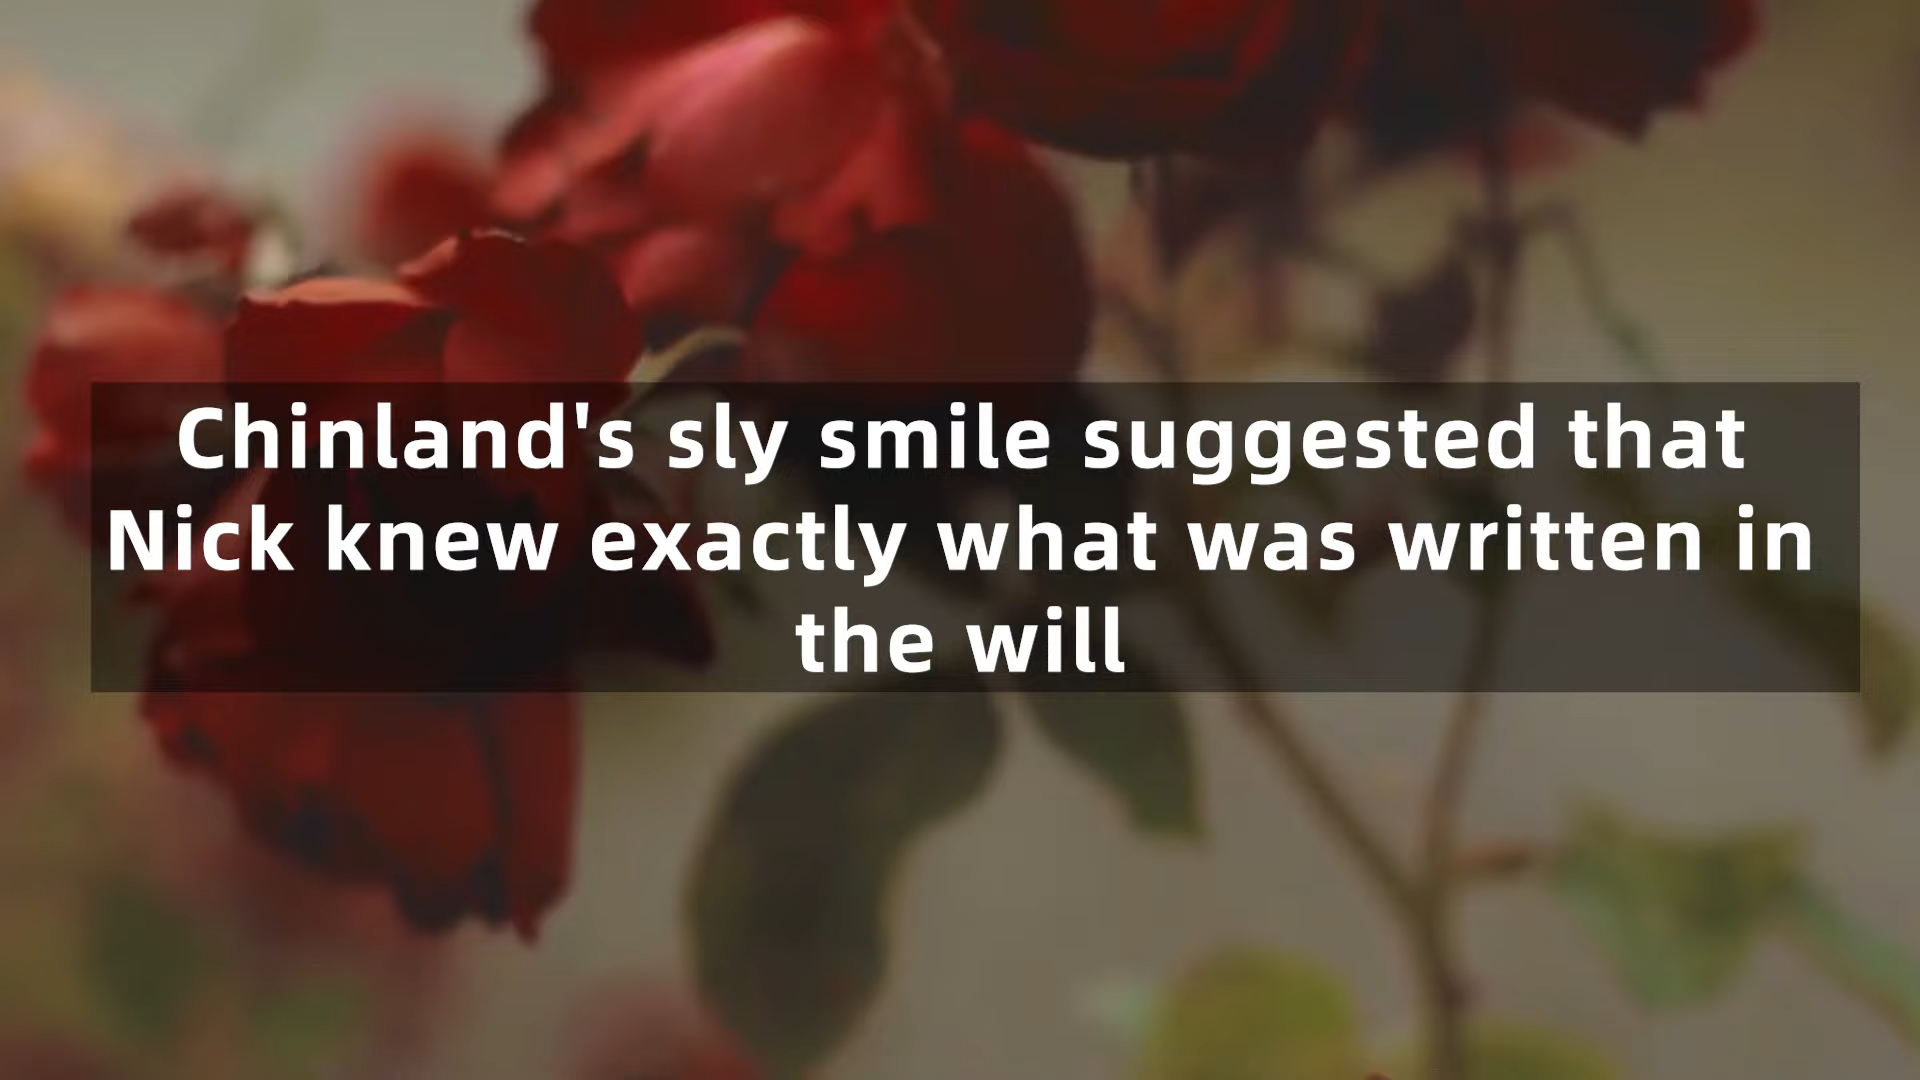 Chinland's sly smile suggested that
Nick knew exactly what was written in
the will